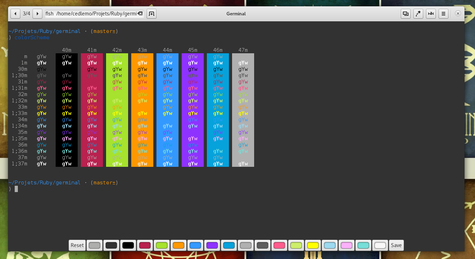 3/4 fish /home/cedlemo/Projets/Ruby/germi Germinal
~/Projets/Ruby/germinal - (master±)
40m 41m 42m 43m 44m 45m 46m 47m
m gYw gYw gYw gYw gYw gYw gYw gYw gYw
1m gYw gYw gYw gYw gYw gYw gYw gYw gYw
30m gYw gYw gYw gYw gYw gYw gYw gYw
1;30m gYw gYw gYw gYw gYw gYw gYw gYw gYw
31m gYw gYw gYw gYw gYw gYw gYw gYw
1;31m gYw gYw gYw gYw gYw gYw gYw gYw gYw
32m gYw gYw gYw gYw gYw gYw gYw gYw
1;32m gYw gYw gYw gYw gYw gYw gYw gYw gYw
33m gYw gYw gYw gYw gYw gYw gYw gYw
1;33m gYw gYw gYw gYw gYw gYw gYw gYw gYw
34m gYw gYw gYw gYw gYw gYw gYw gYw
1;34m gYw gYw gYw gYw gYw gYw gYw gYw gYw
35m gYw gYw gYw gYw gYw gYw gYw gYw
1;35m gYw gYw gYw gYw gYw gYw gYw gYw gYw
36m gYw gYw gYw gYw gYw gYw gYw gYw
1;36m gYw gYw gYw gYw gYw gYw gYw gYw gYw
37m gYw gYw gYw gYw gYw gYw gYw gYw
1;37m gYw gYw gYw gYw gYw gYw gYw gYw gYw
~/Projets/Ruby/germinal - (master±)
Reset Save